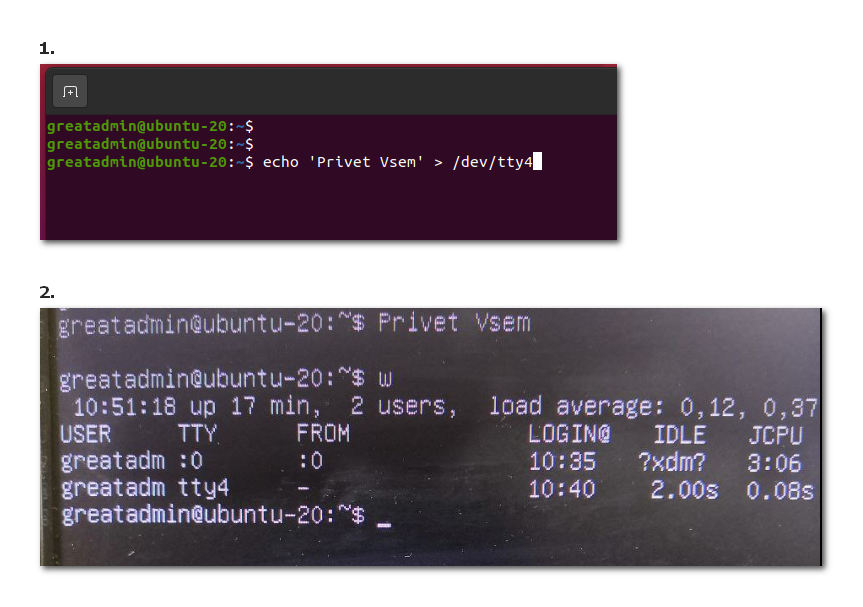 1.
greatadmin@ubuntu-20:~$
greatadmin@ubuntu-20:~$
greatadmin@ubuntu-20:~$ echo 'Privet Vsem' > /dev/tty4
2.
greatadmin@ubuntu-20:~$ Privet Vsem
greatadmin@ubuntu-20:~$ w
10:51:18 up 17 min, 2 users, load average: 0,12, 0,37
USER TTY FROM LOGIN@ IDLE JCPU
greatadm :0 :0 10:35 ?xdm? 3:06
greatadm tty4 - 10:40 2.00s 0.08s
greatadmin@ubuntu-20:~$ _